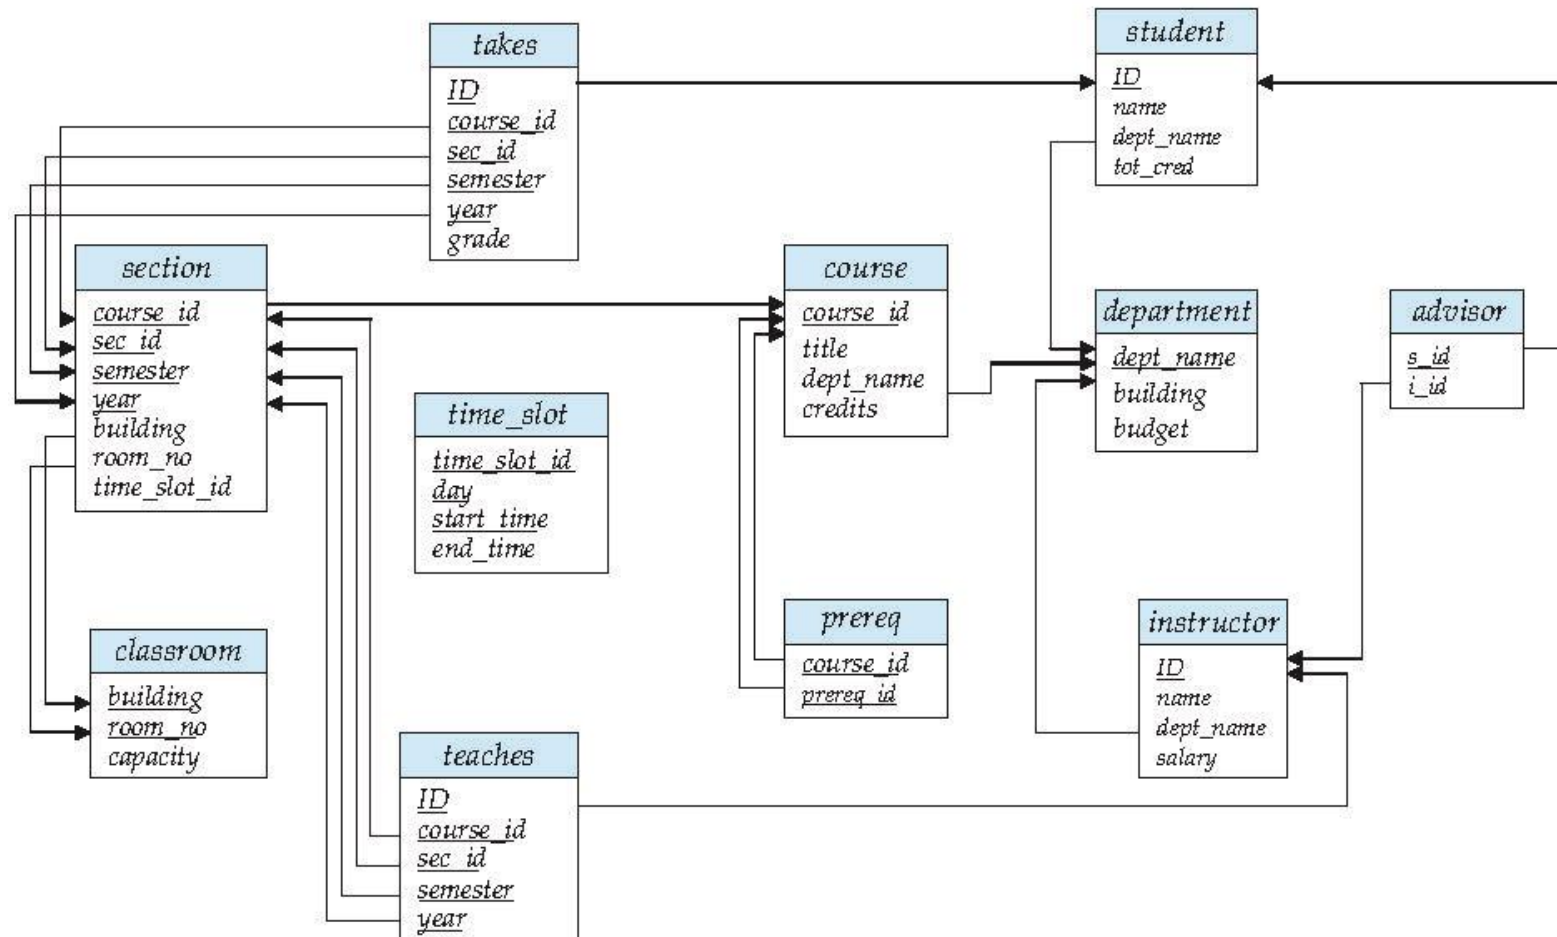 takes
ID
course_id
sec_id
semester
year
grade
student
ID
name
dept_name
tot_cred
section
course_id
sec_id
semester
year
building
room_no
time_slot_id
course
course_id
title
dept_name
credits
department
dept_name
building
budget
advisor
s_id
i_id
time_slot
time_slot_id
day
start_time
end_time
prereq
course_id
prereq_id
instructor
ID
name
dept_name
salary
classroom
building
room_no
capacity
teaches
ID
course_id
sec_id
semester
year